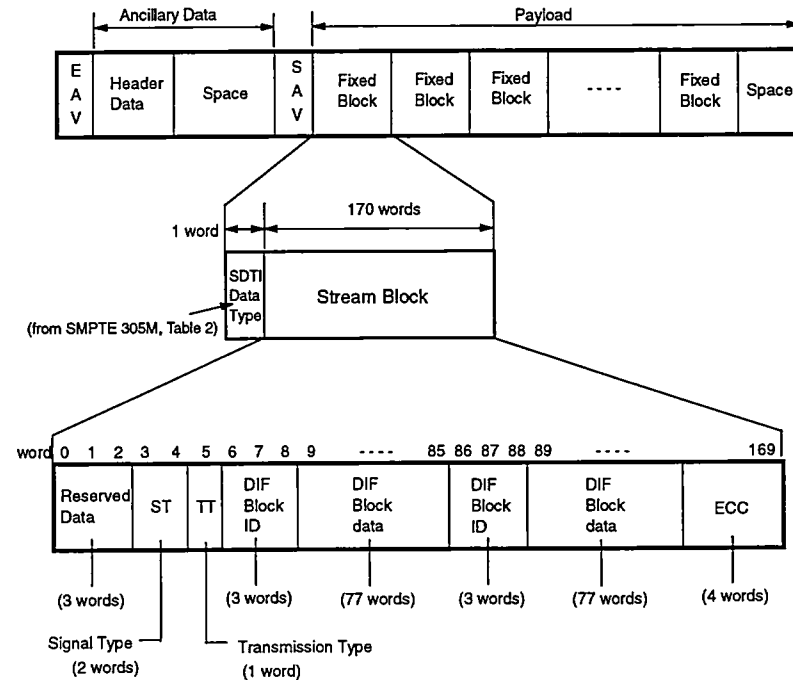 Ancillary Data
Payload
E A V
Header Data
Space
S A V
Fixed Block
Fixed Block
Fixed Block
----
Fixed Block
Space
1 word
170 words
SDTI Data Type
Stream Block
(from SMPTE 305M, Table 2)
word 0 1 2 3 4 5 6 7 8 9 ---- 85 86 87 88 89 ---- 169
Reserved Data
ST
TT
DIF Block ID
DIF Block data
DIF Block ID
DIF Block data
ECC
(3 words)
(3 words)
(77 words)
(3 words)
(77 words)
(4 words)
Signal Type
(2 words)
Transmission Type
(1 word)